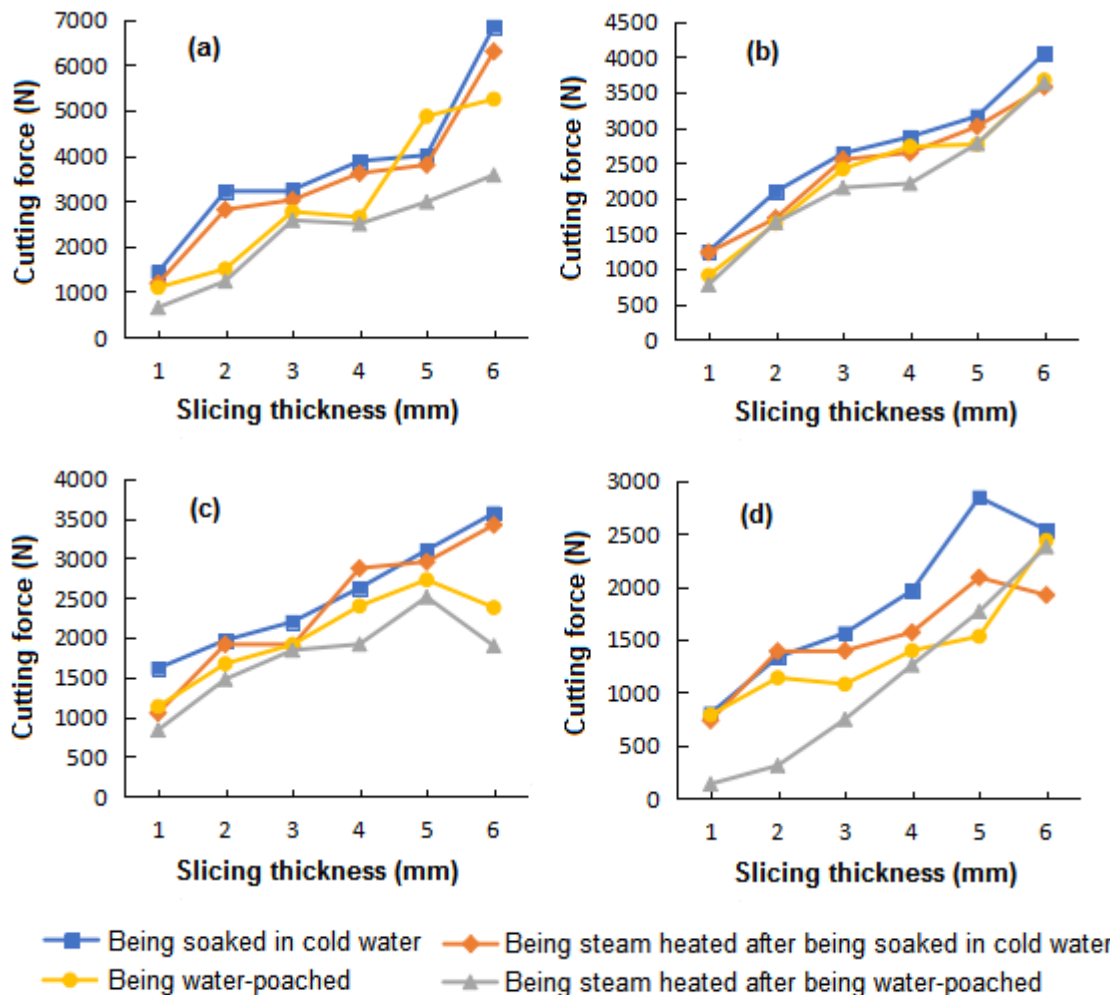 (a)
Cutting force (N)
7000
6000
5000
4000
3000
2000
1000
0
1 2 3 4 5 6
Slicing thickness (mm)
(b)
Cutting force (N)
4500
4000
3500
3000
2500
2000
1500
1000
500
0
1 2 3 4 5 6
Slicing thickness (mm)
(c)
Cutting force (N)
4000
3500
3000
2500
2000
1500
1000
500
0
1 2 3 4 5 6
Slicing thickness (mm)
(d)
Cutting force (N)
3000
2500
2000
1500
1000
500
0
1 2 3 4 5 6
Slicing thickness (mm)
Being soaked in cold water
Being steam heated after being soaked in cold water
Being water-poached
Being steam heated after being water-poached